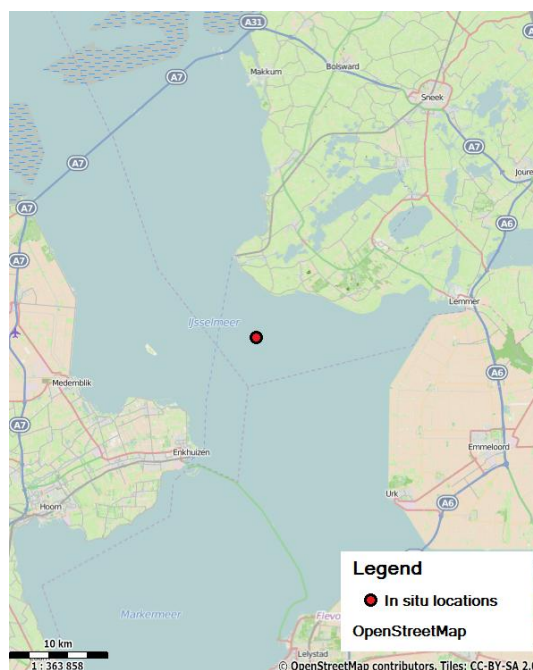 A31
Makkum
Bolsward
A7
Sneek
A7
A7
Joure
A7
A6
A7
Lemmer
IJsselmeer
A6
Medemblik
A7
Enkhuizen
Emmeloord
Hoorn
Urk
A6
Legend
In situ locations
OpenStreetMap
Markermeer
Flevo
10 km
1 : 363 858
Lelystad
© OpenStreetMap contributors. Tiles: CC-BY-SA 2.0